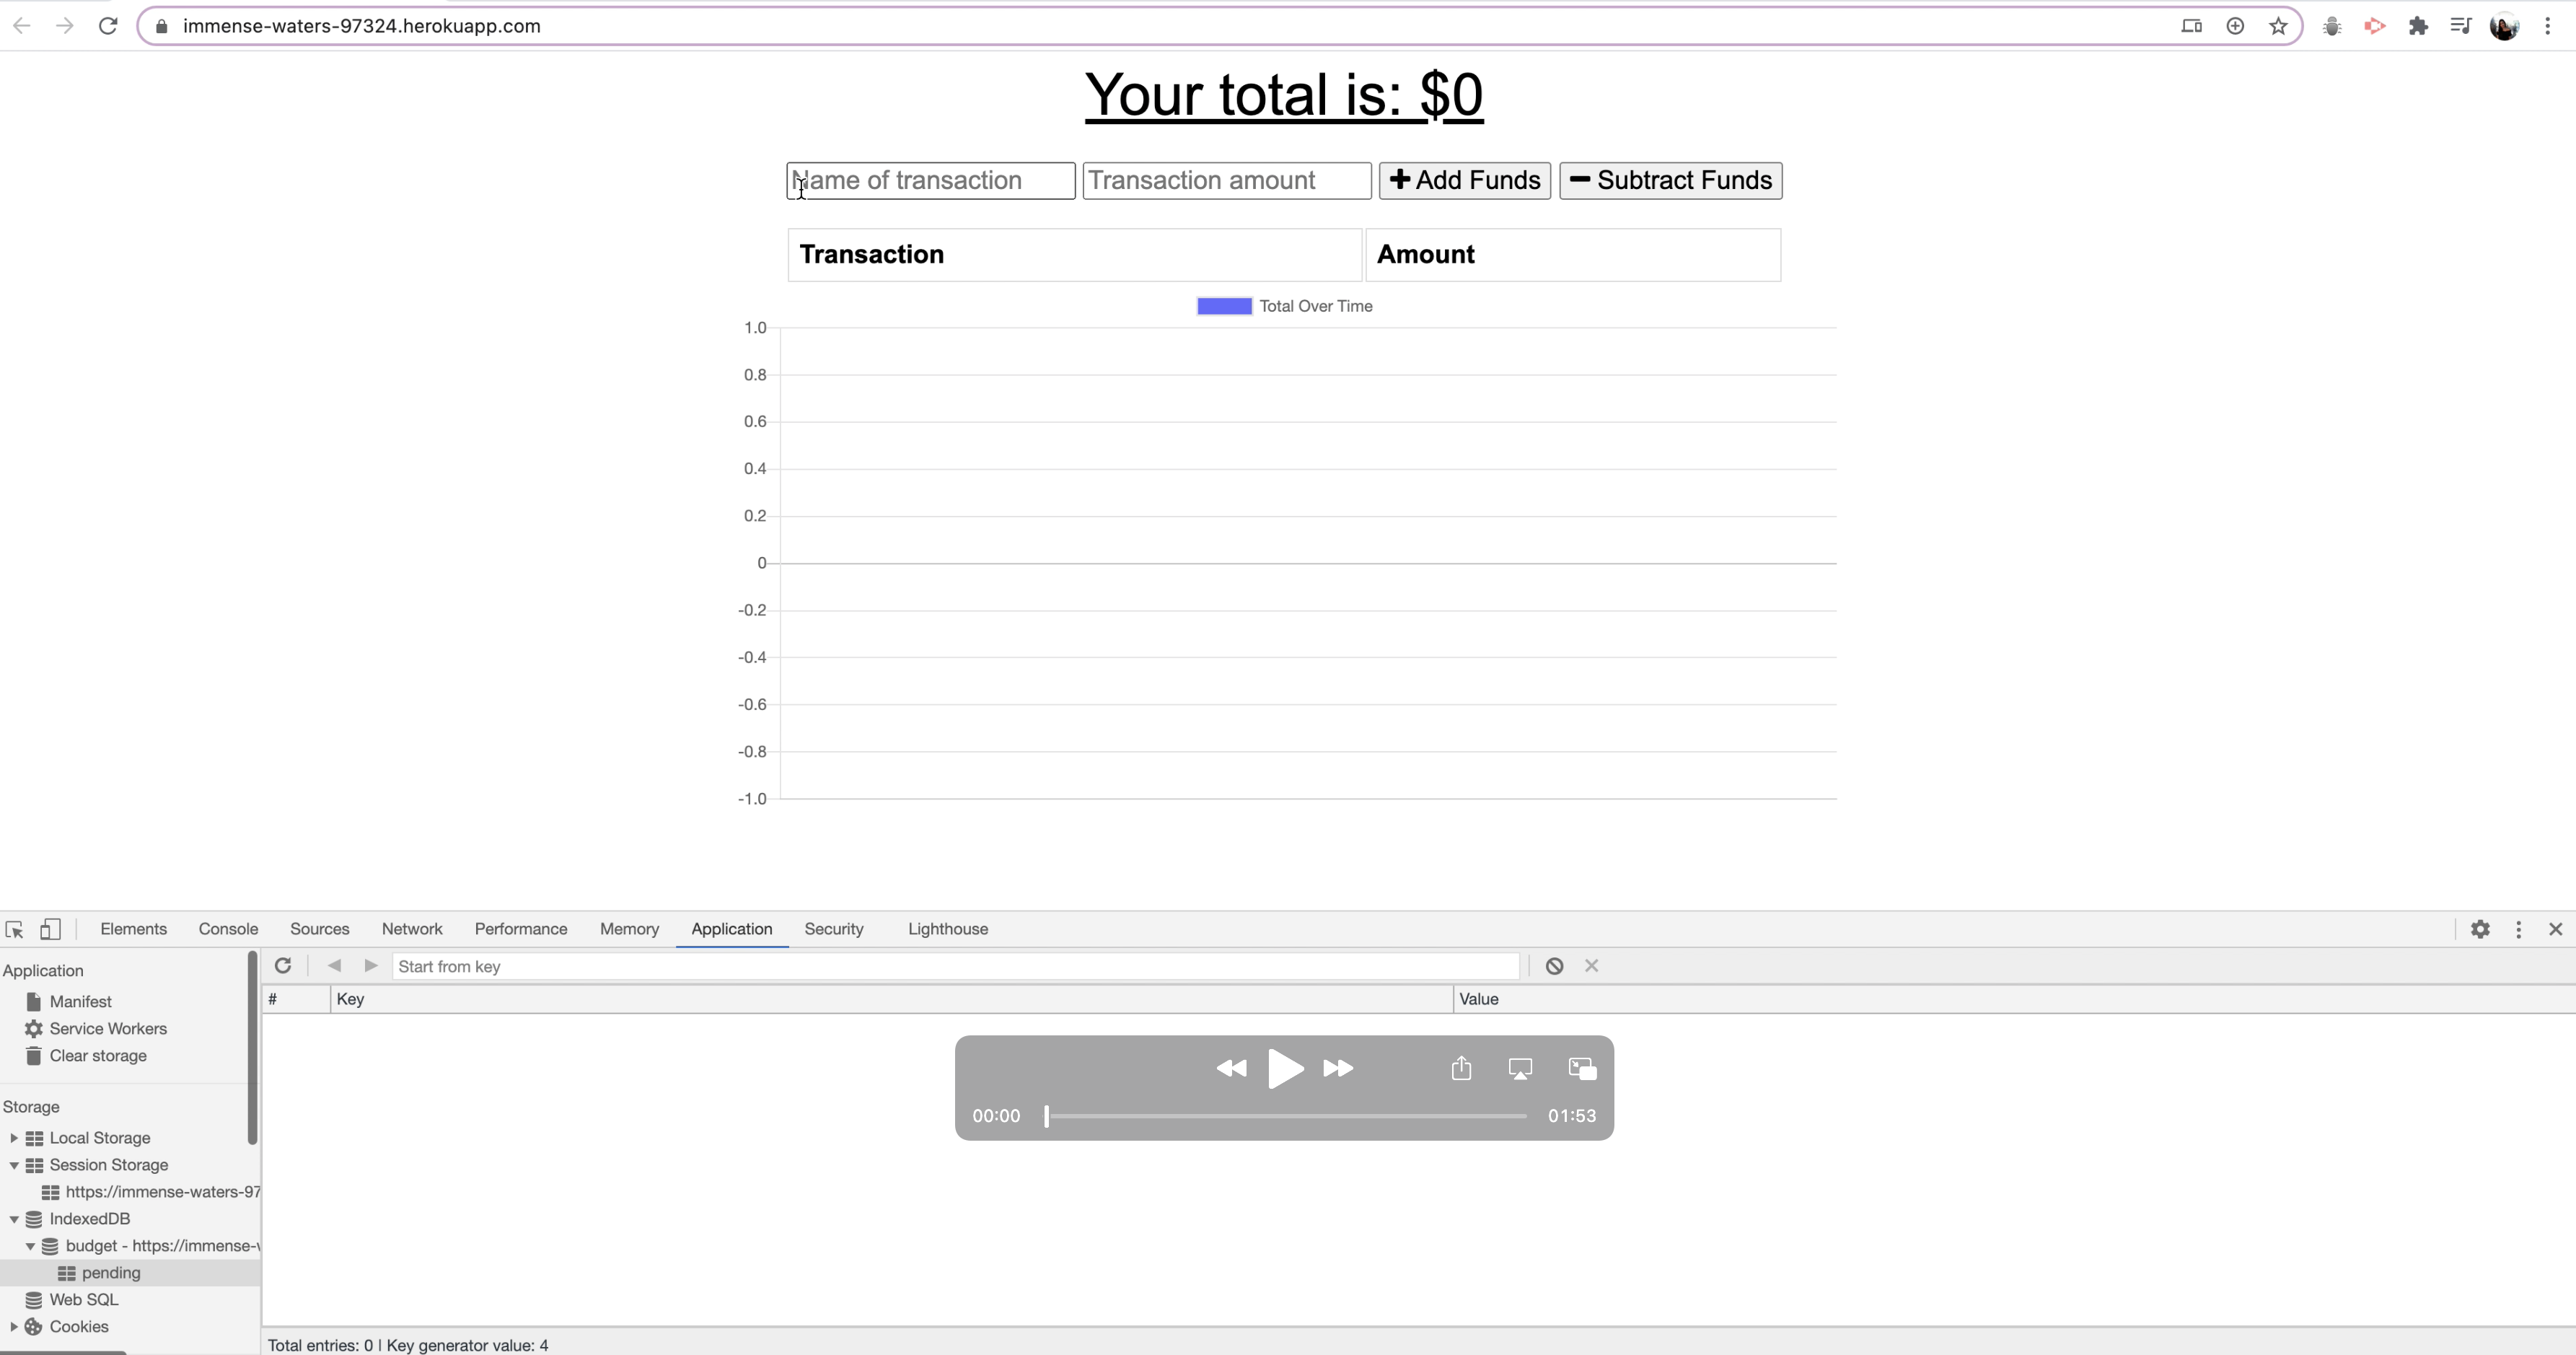 immense-waters-97324.herokuapp.com
Your total is: $0
Name of transaction Transaction amount Add Funds Subtract Funds
Transaction Amount
Total Over Time
1.0
0.8
0.6
0.4
0.2
0
-0.2
-0.4
-0.6
-0.8
-1.0
Elements Console Sources Network Performance Memory Application Security Lighthouse
Start from key
# Key Value
Application
Manifest
Service Workers
Clear storage
Storage
Local Storage
Session Storage
https://immense-waters-97
IndexedDB
budget - https://immense-
pending
Web SQL
Cookies
00:00 01:53
Total entries: 0 | Key generator value: 4